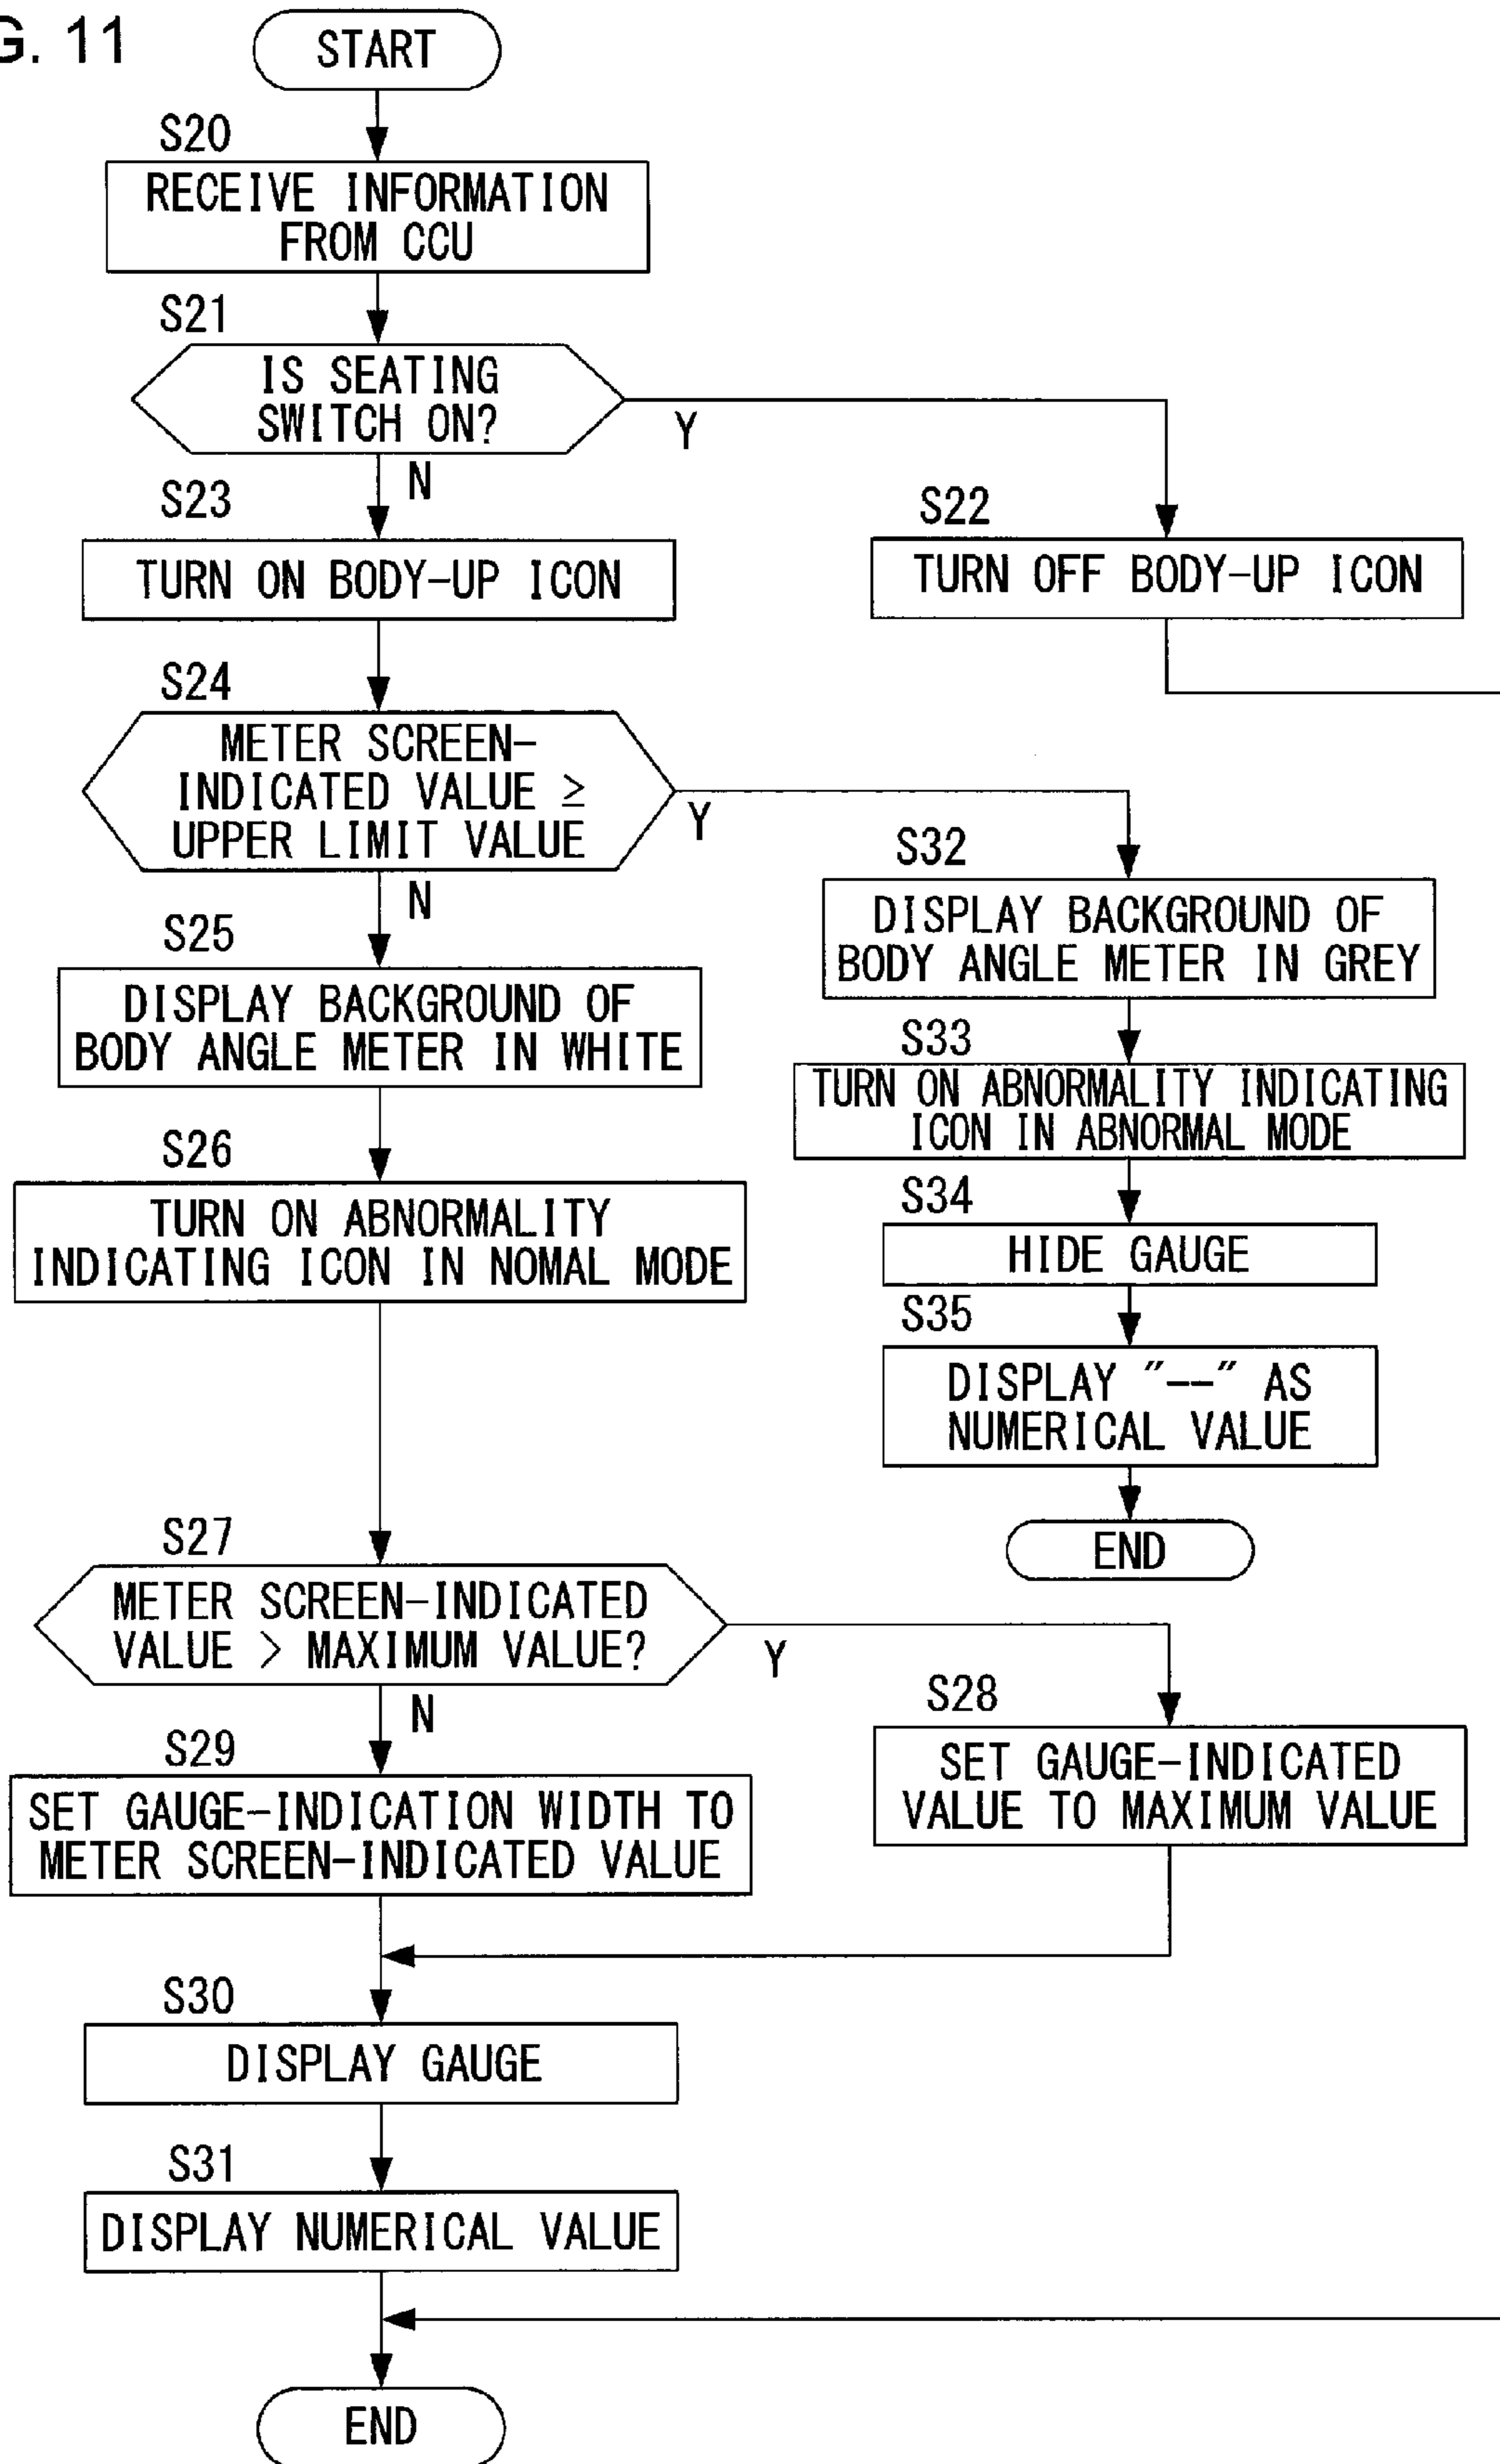 G. 11
START
S20
RECEIVE INFORMATION
FROM CCU
S21
IS SEATING
SWITCH ON?
Y
N
S23
TURN ON BODY-UP ICON
S22
TURN OFF BODY-UP ICON
S24
METER SCREEN-
INDICATED VALUE ≥
UPPER LIMIT VALUE
Y
N
S25
DISPLAY BACKGROUND OF
BODY ANGLE METER IN WHITE
S26
TURN ON ABNORMALITY
INDICATING ICON IN NOMAL MODE
S32
DISPLAY BACKGROUND OF
BODY ANGLE METER IN GREY
S33
TURN ON ABNORMALITY INDICATING
ICON IN ABNORMAL MODE
S34
HIDE GAUGE
S35
DISPLAY "--" AS
NUMERICAL VALUE
END
S27
METER SCREEN-INDICATED
VALUE > MAXIMUM VALUE?
Y
N
S28
SET GAUGE-INDICATED
VALUE TO MAXIMUM VALUE
S29
SET GAUGE-INDICATION WIDTH TO
METER SCREEN-INDICATED VALUE
S30
DISPLAY GAUGE
S31
DISPLAY NUMERICAL VALUE
END